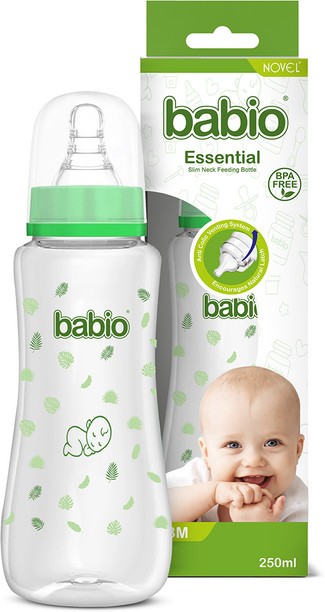 NOVEL®
babio®
Essential
Slim Neck Feeding Bottle
BPA
FREE
Anti Colic Venting System
Encourages Natural Latch
babio®
3M
250ml
babio®